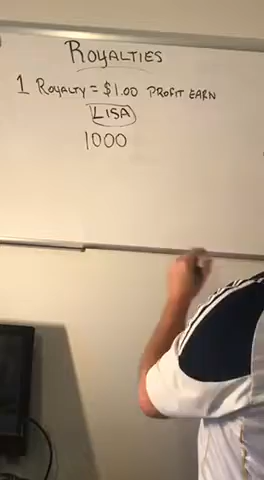 ROYALTIES
1 ROYALTY = $1.00 PROFIT EARN
LISA
1000